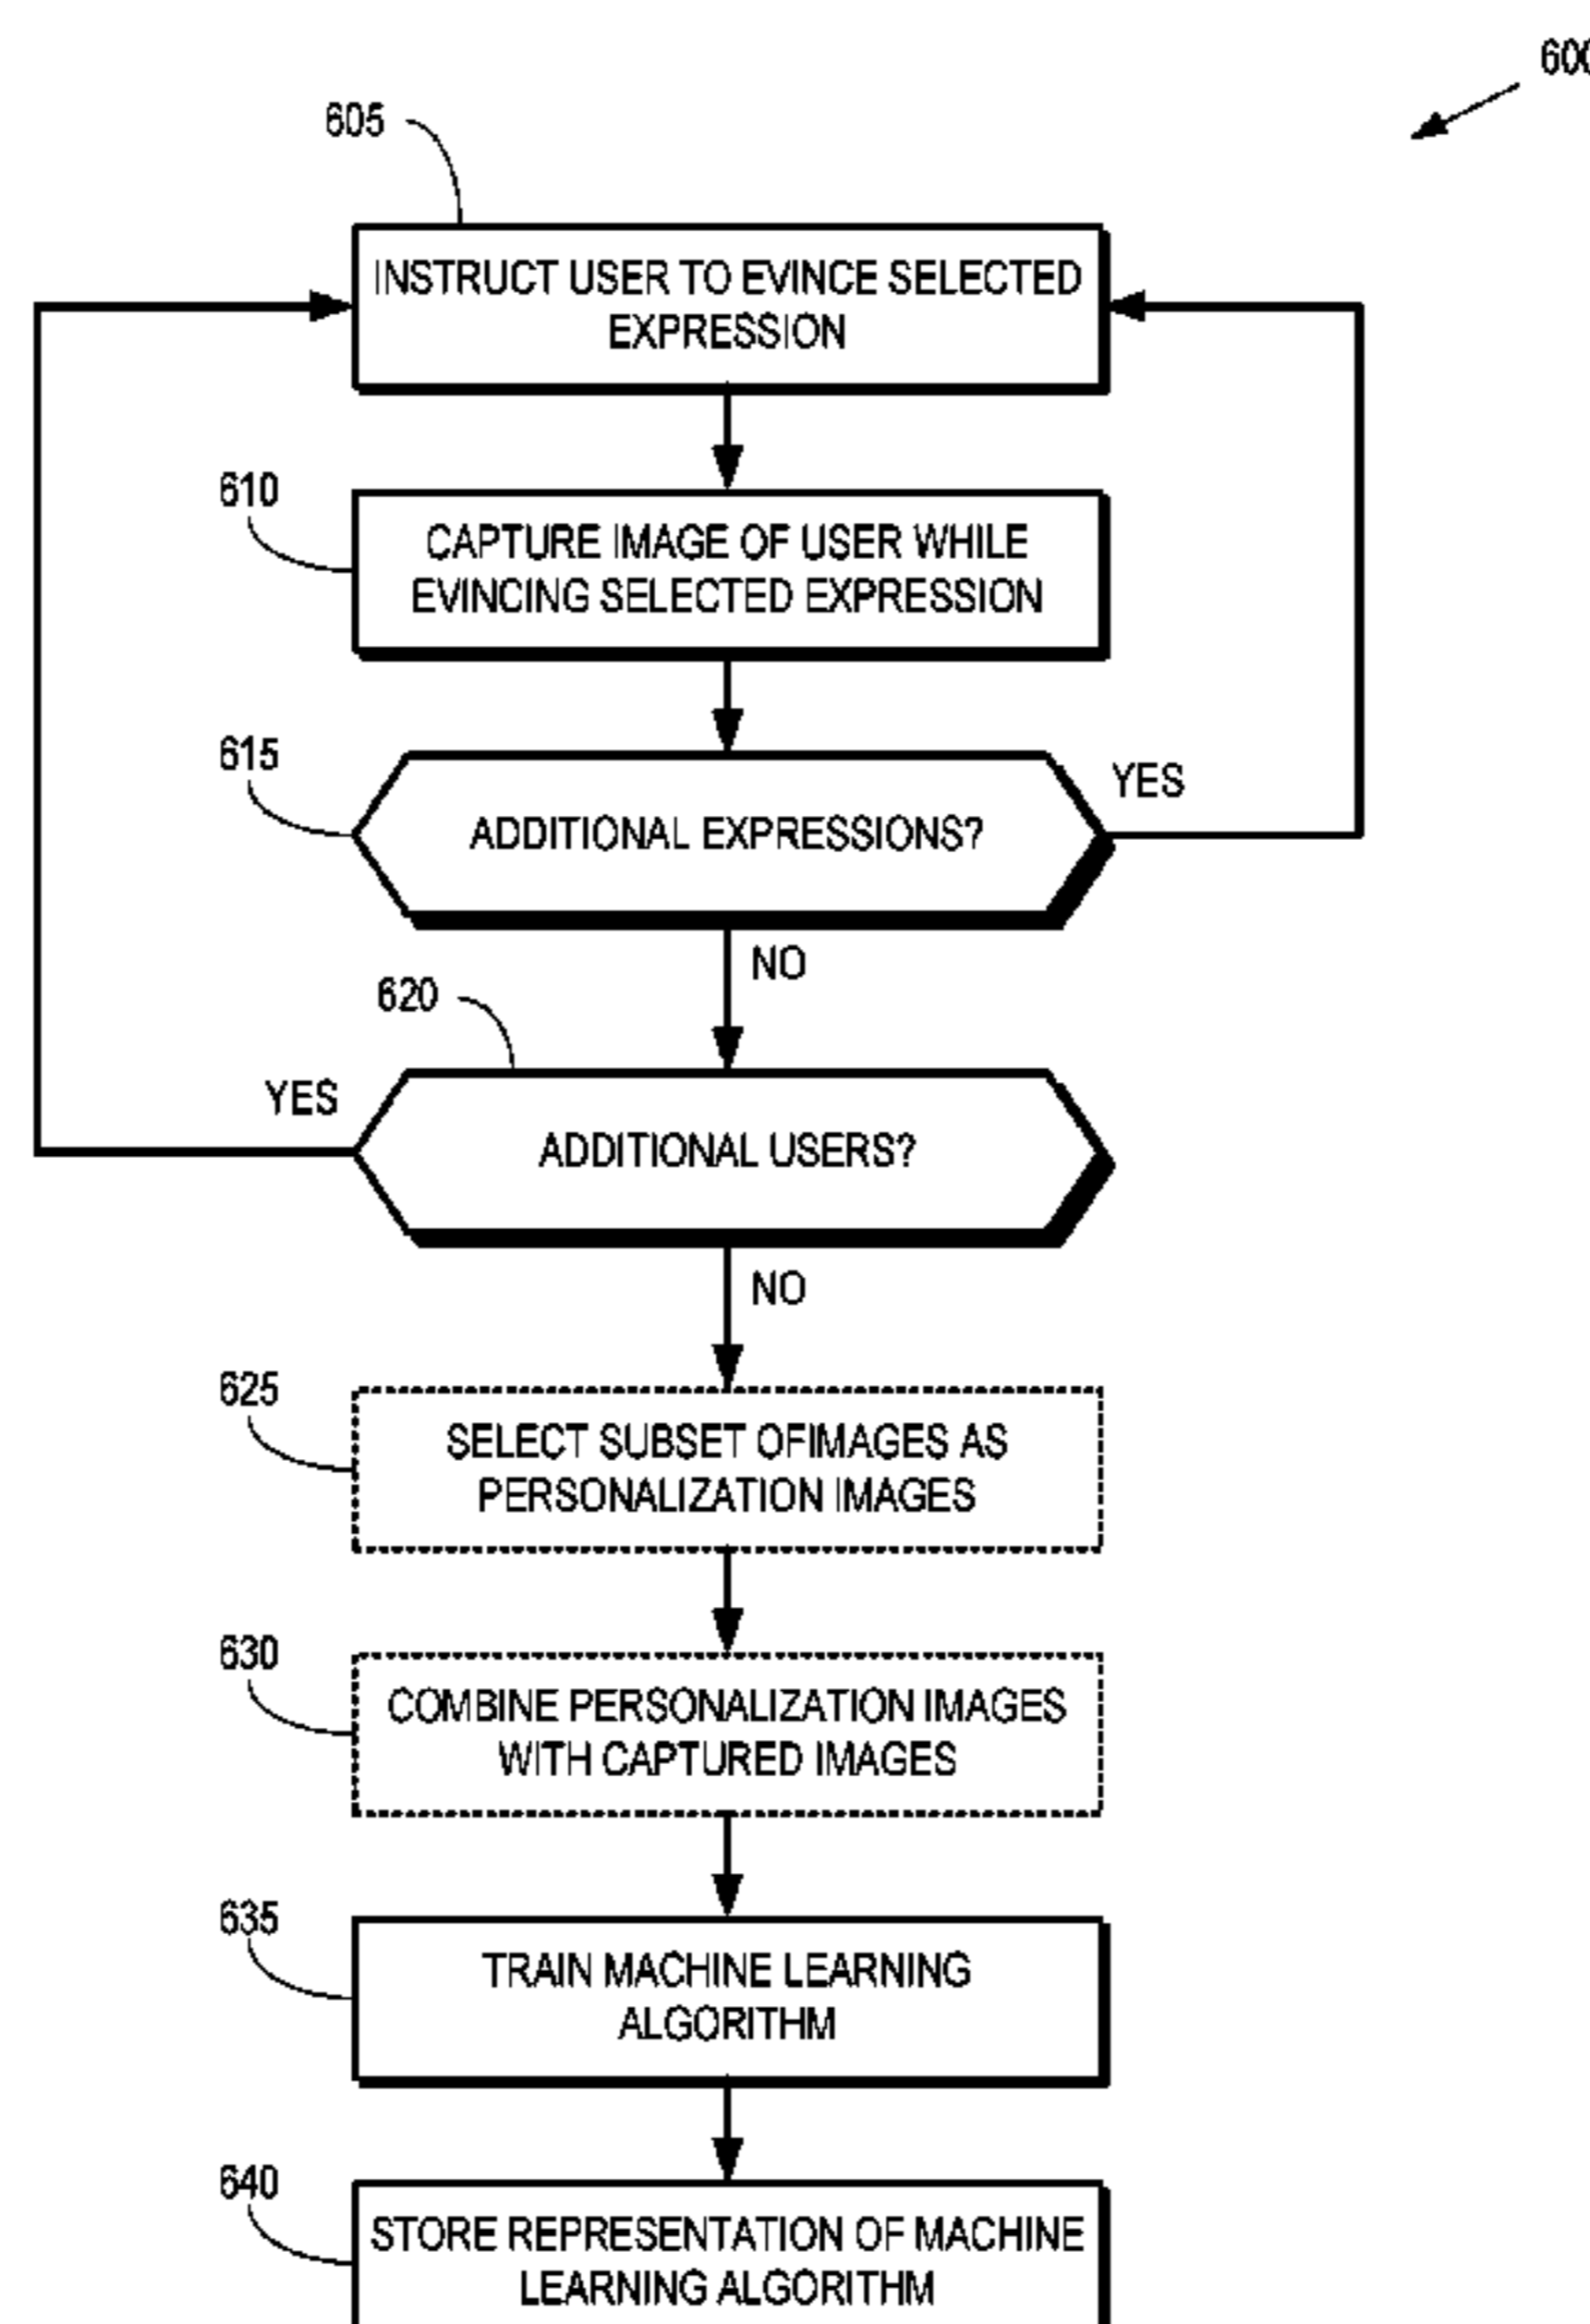 600
605
INSTRUCT USER TO EVINCE SELECTED
EXPRESSION
610
CAPTURE IMAGE OF USER WHILE
EVINCING SELECTED EXPRESSION
615
ADDITIONAL EXPRESSIONS?
YES
NO
620
YES
ADDITIONAL USERS?
NO
625
SELECT SUBSET OFIMAGES AS
PERSONALIZATION IMAGES
630
COMBINE PERSONALIZATION IMAGES
WITH CAPTURED IMAGES
635
TRAIN MACHINE LEARNING
ALGORITHM
640
STORE REPRESENTATION OF MACHINE
LEARNING ALGORITHM